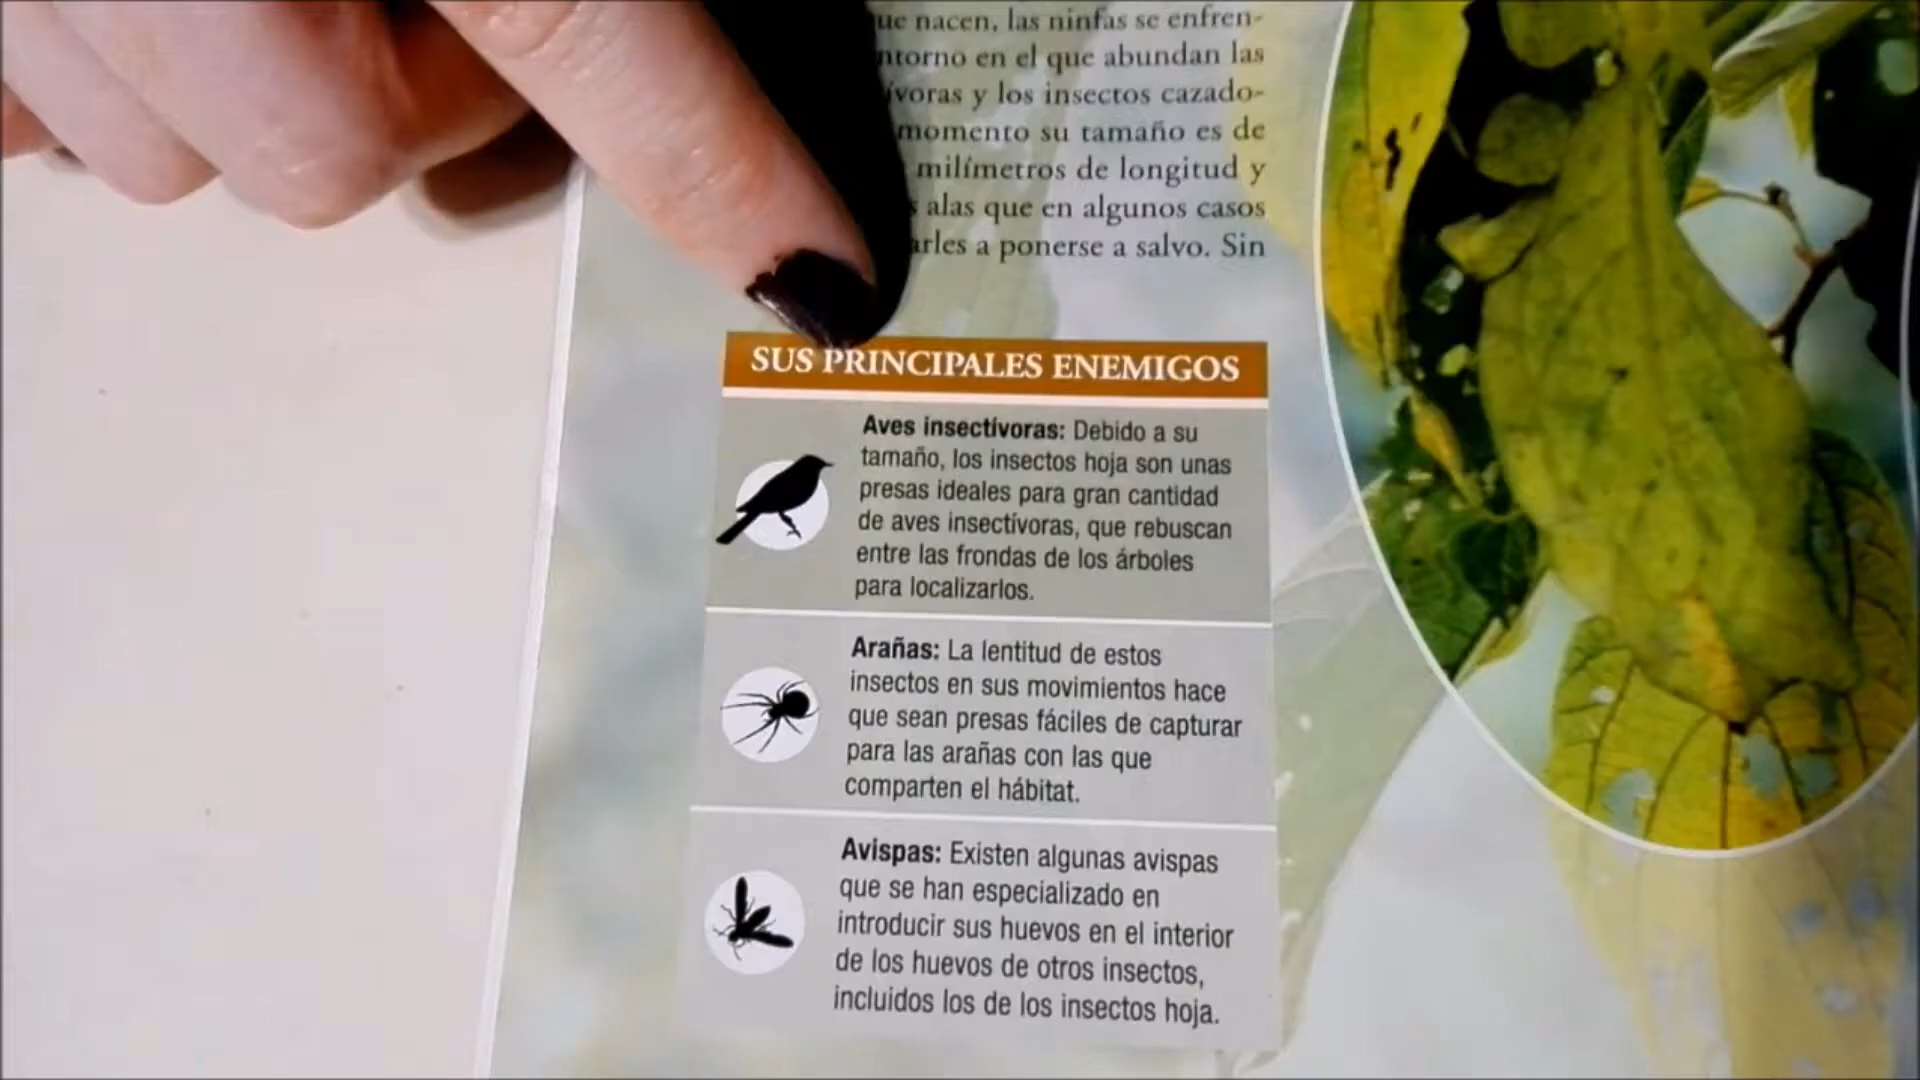 nacen, las ninfas se enfren-
en el que abundan las
y los insectos cazado-
momento su tamaño es de
milímetros de longitud y
alas que en algunos casos
a ponerse a salvo. Sin
SUS PRINCIPALES ENEMIGOS
Aves insectívoras: Debido a su
tamaño, los insectos hoja son unas
presas ideales para gran cantidad
de aves insectívoras, que rebuscan
entre las frondas de los árboles
para localizarlos.
Arañas: La lentitud de estos
insectos en sus movimientos hace
que sean presas fáciles de capturar
para las arañas con las que
comparten el hábitat.
Avispas: Existen algunas avispas
que se han especializado en
introducir sus huevos en el interior
de los huevos de otros insectos,
incluidos los de los insectos hoja.